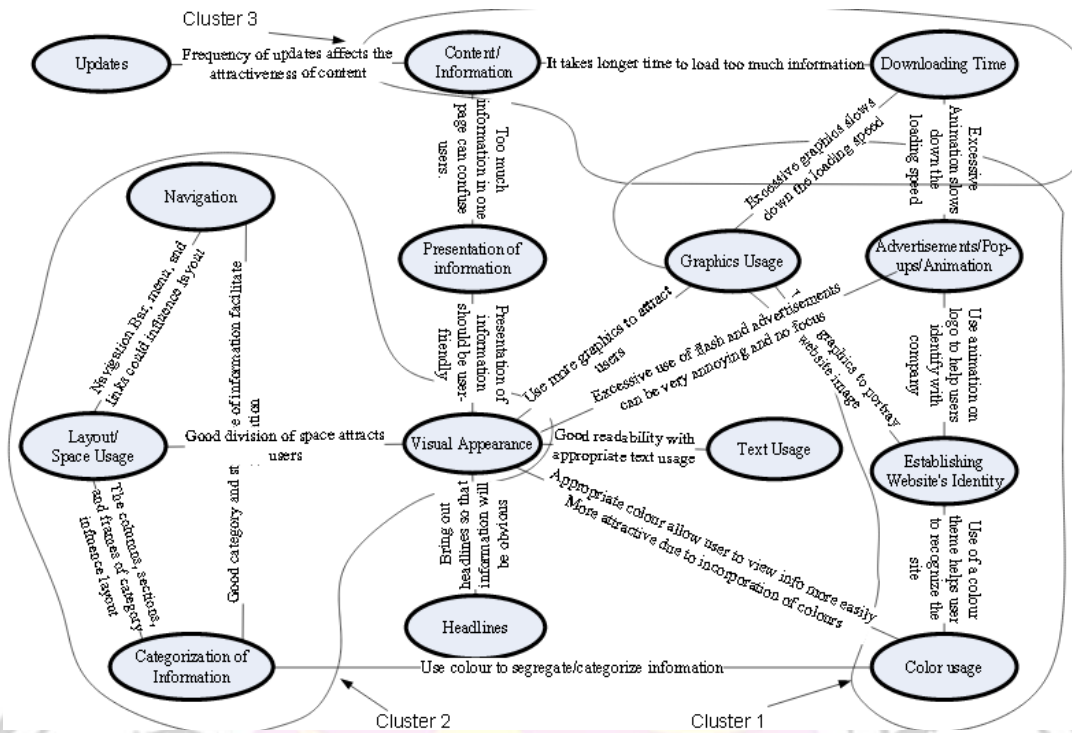 Cluster 3
Updates
Frequency of updates affects the
attractiveness of content
Content/
Information
It takes longer time to load too much information
Downloading Time
Too much
information in one
page can confuse
users.
Excessive graphics slows
down the loading speed
Excessive
Animation slows
down the
loading speed
Navigation
Presentation of
information
Graphics Usage
Advertisements/Pop-
ups/Animation
Navigation Bar, menu, and
links could influence layout
e of information facilitate
tion
Good category and st
Presentation of
information
should be user-
friendly
Use more graphics to attract
users
Excessive use of flash and advertisements
can be very annoying and no focus
graphics to portray
website image
Use animation on
logo to help users
identify with
company
Layout/
Space Usage
Good division of space attracts
users
Visual Appearance
Good readability with
appropriate text usage
Text Usage
Establishing
Website's Identity
The columns, sections,
and frames of category
influence layout
Bring out
headlines so that
information will
be obvious
Appropriate colour allow user to view info more easily
More attractive due to incorporation of colours
Use of a colour
theme helps user
to recognize the
site
Headlines
Categorization of
Information
Use colour to segregate/categorize information
Color usage
Cluster 2
Cluster 1